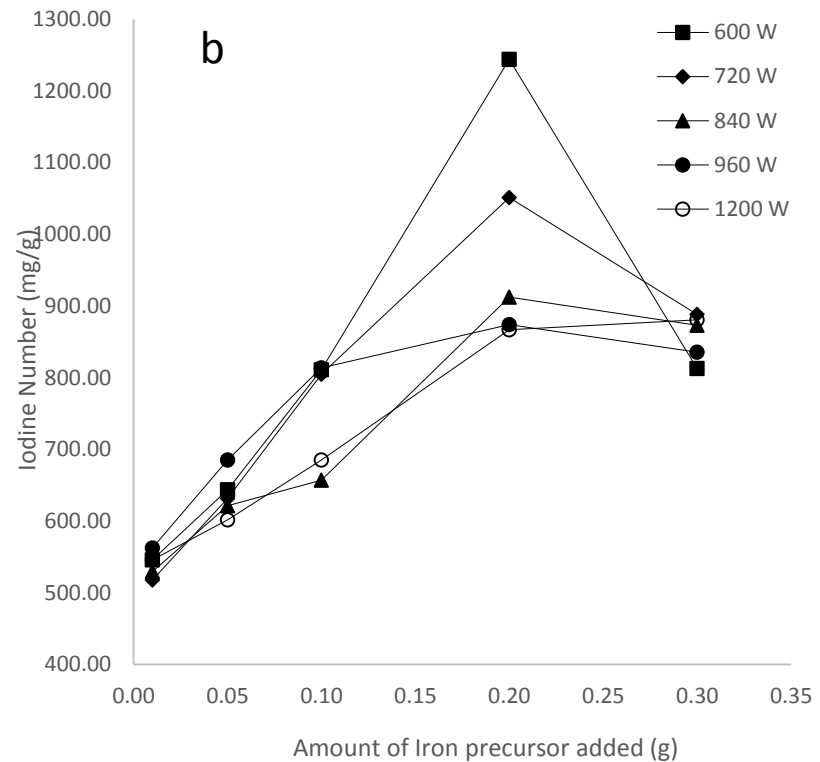 b
600 W
720 W
840 W
960 W
1200 W
1300.00
1200.00
1100.00
1000.00
900.00
800.00
700.00
600.00
500.00
400.00
Iodine Number (mg/g)
0.00 0.05 0.10 0.15 0.20 0.25 0.30 0.35
Amount of Iron precursor added (g)